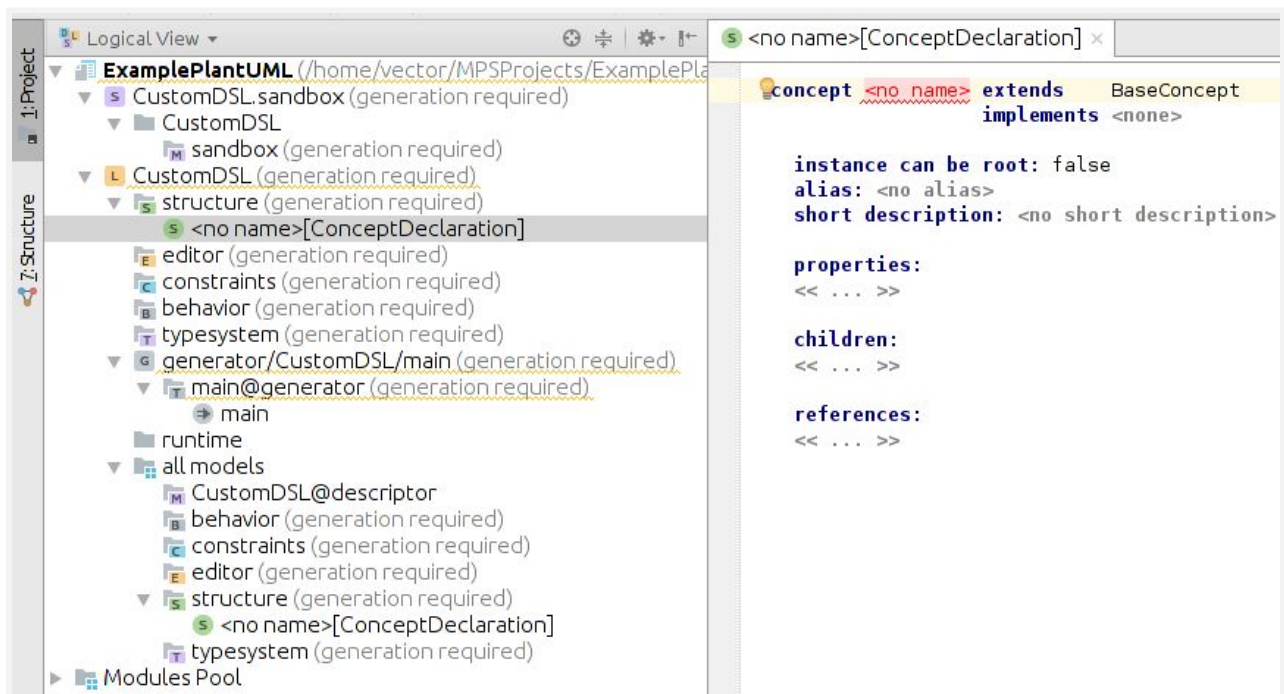 1: Project
7: Structure
Logical View
ExamplePlantUML (/home/vector/MPSProjects/ExamplePla
CustomDSL.sandbox (generation required)
CustomDSL
sandbox (generation required)
CustomDSL (generation required)
structure (generation required)
<no name>[ConceptDeclaration]
editor (generation required)
constraints (generation required)
behavior (generation required)
typesystem (generation required)
generator/CustomDSL/main (generation required)
main@generator (generation required)
main
runtime
all models
CustomDSL@descriptor
behavior (generation required)
constraints (generation required)
editor (generation required)
structure (generation required)
<no name>[ConceptDeclaration]
typesystem (generation required)
Modules Pool
<no name>[ConceptDeclaration]
concept <no name> extends BaseConcept
implements <none>
instance can be root: false
alias: <no alias>
short description: <no short description>
properties:
<< ... >>
children:
<< ... >>
references:
<< ... >>